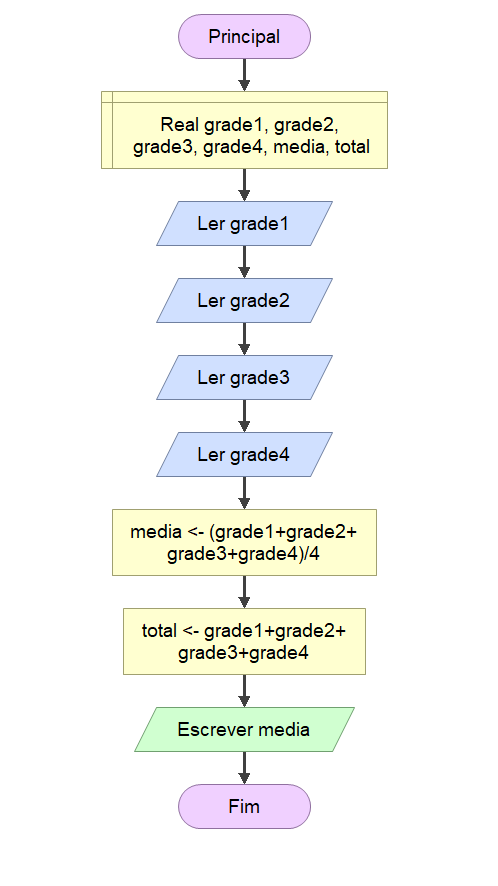 Principal
Real grade1, grade2,
grade3, grade4, media, total
Ler grade1
Ler grade2
Ler grade3
Ler grade4
media <- (grade1+grade2+
grade3+grade4)/4
total <- grade1+grade2+
grade3+grade4
Escrever media
Fim